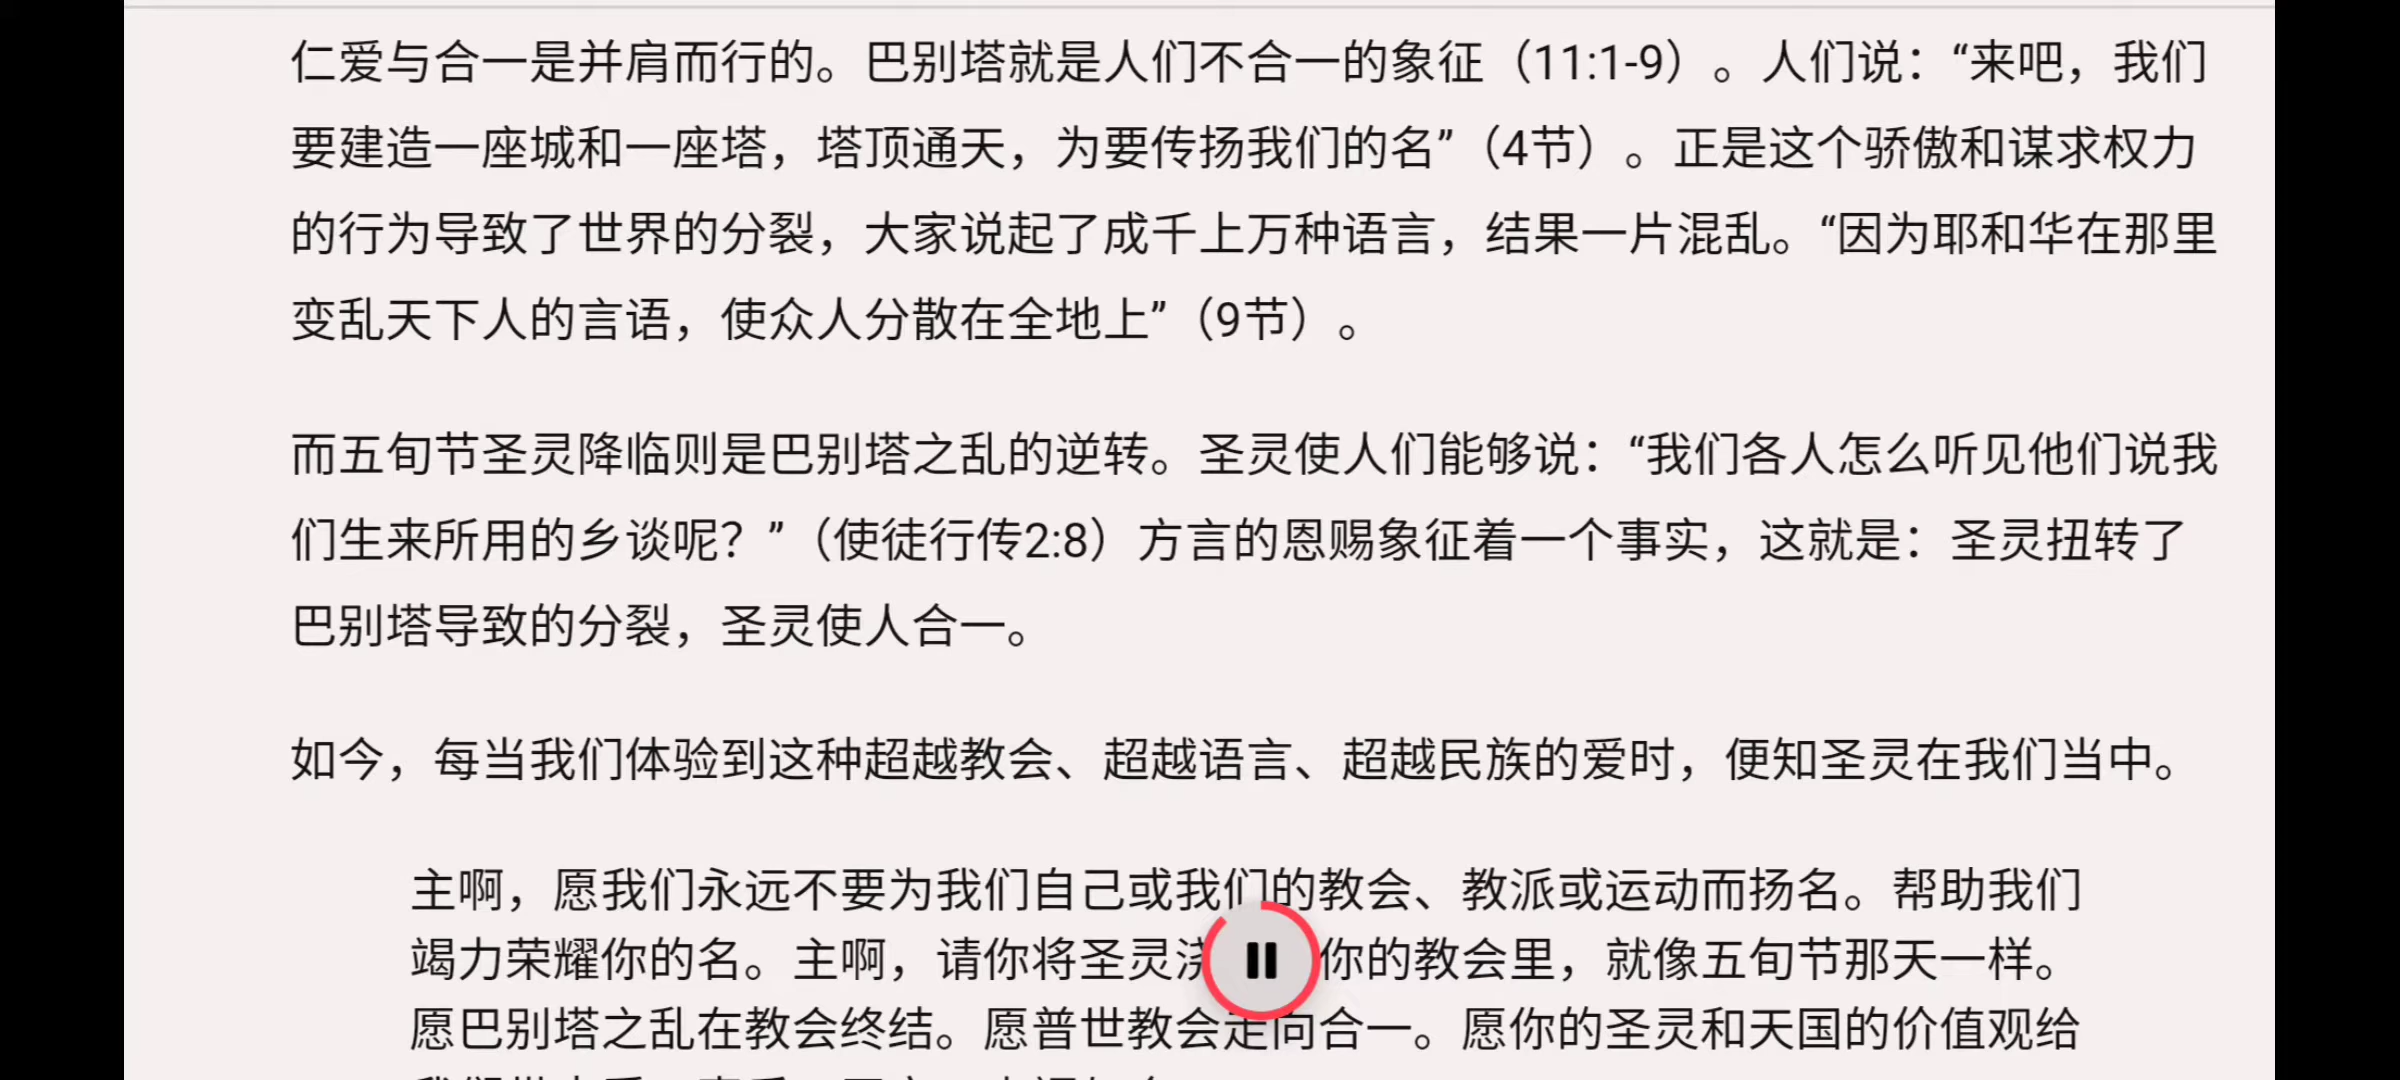 仁爱与合一是并肩而行的。巴别塔就是人们不合一的象征（11:1-9）。人们说：“来吧，我们
要建造一座城和一座塔，塔顶通天，为要传扬我们的名”（4节）。正是这个骄傲和谋求权力
的行为导致了世界的分裂，大家说起了成千上万种语言，结果一片混乱。“因为耶和华在那里
变乱天下人的言语，使众人分散在全地上”（9节）。
而五旬节圣灵降临则是巴别塔之乱的逆转。圣灵使人们能够说：“我们各人怎么听见他们说我
们生来所用的乡谈呢？”（使徒行传2:8）方言的恩赐象征着一个事实，这就是：圣灵扭转了
巴别塔导致的分裂，圣灵使人合一。
如今，每当我们体验到这种超越教会、超越语言、超越民族的爱时，便知圣灵在我们当中。
主啊，愿我们永远不要为我们自己或我们的教会、教派或运动而扬名。帮助我们
竭力荣耀你的名。主啊，请你将圣灵浇你的教会里，就像五旬节那天一样。
愿巴别塔之乱在教会终结。愿普世教会走向合一。愿你的圣灵和天国的价值观给